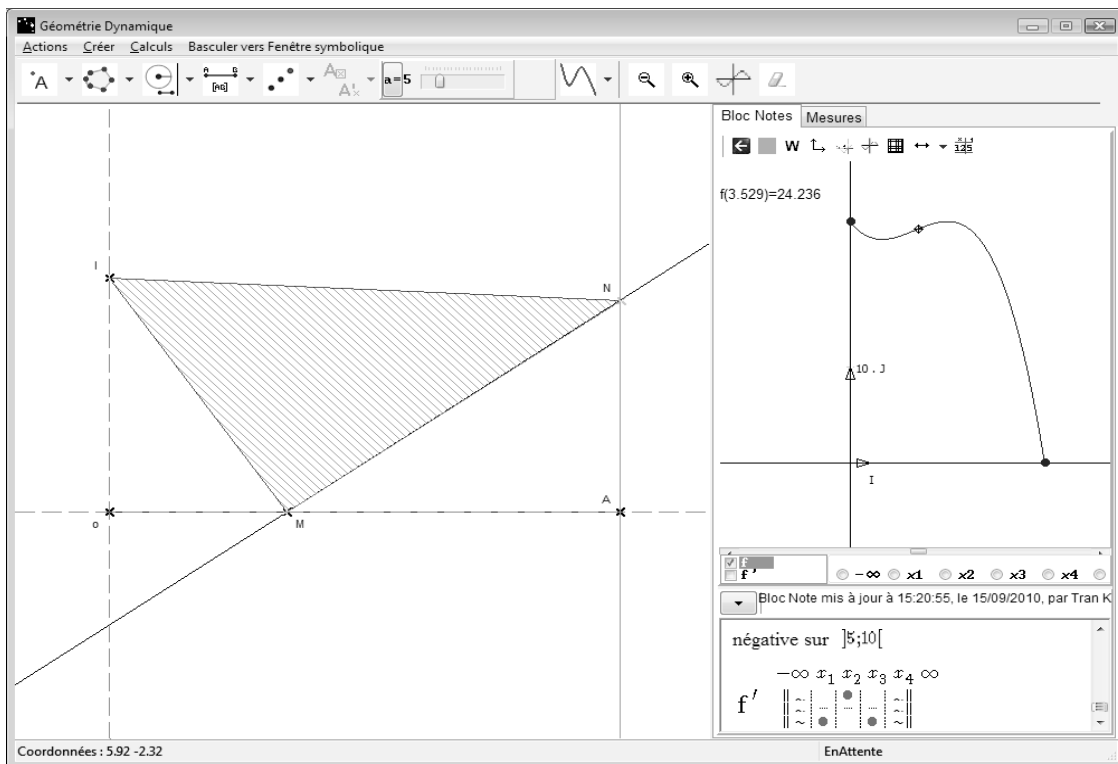 Géométrie Dynamique
Actions Créer Calculs Basculer vers Fenêtre symbolique
A [AB] a=5
Bloc Notes Mesures
W 125
f(3.529)=24.236
I
N
10 . J
o
M
A
I
f
f'
-∞ x1 x2 x3 x4
Bloc Note mis à jour à 15:20:55, le 15/09/2010, par Tran K
négative sur ]5;10[
-∞ x₁ x₂ x₃ x₄ ∞
f'
Coordonnées : 5.92 -2.32 EnAttente